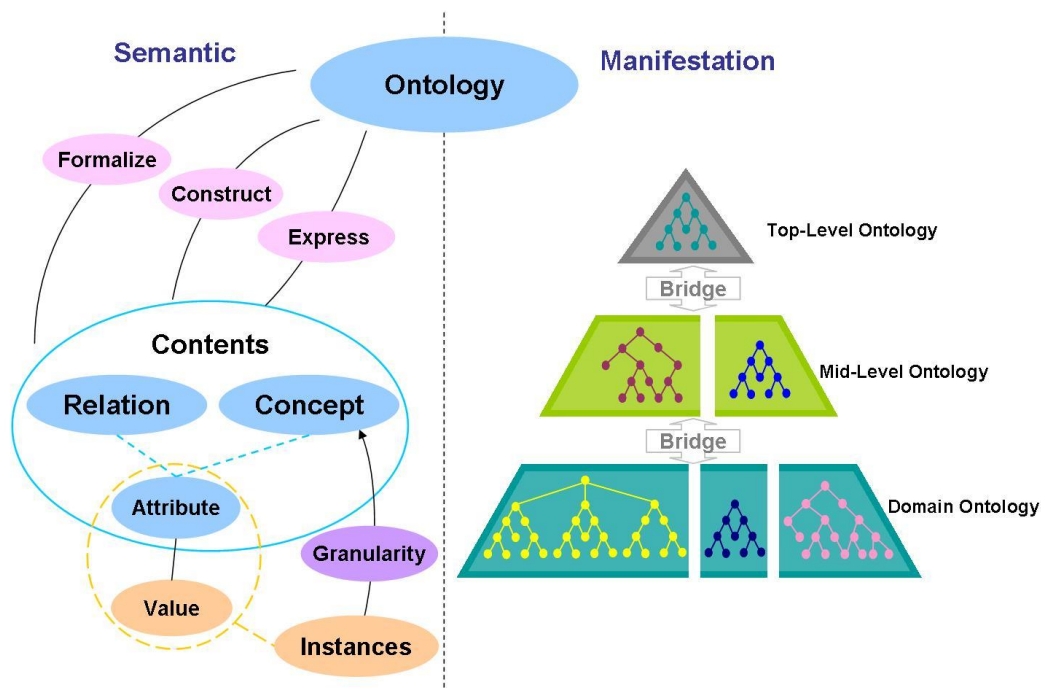 Semantic
Ontology
Manifestation
Formalize
Construct
Express
Contents
Relation
Concept
Attribute
Granularity
Value
Instances
Top-Level Ontology
Bridge
Mid-Level Ontology
Bridge
Domain Ontology